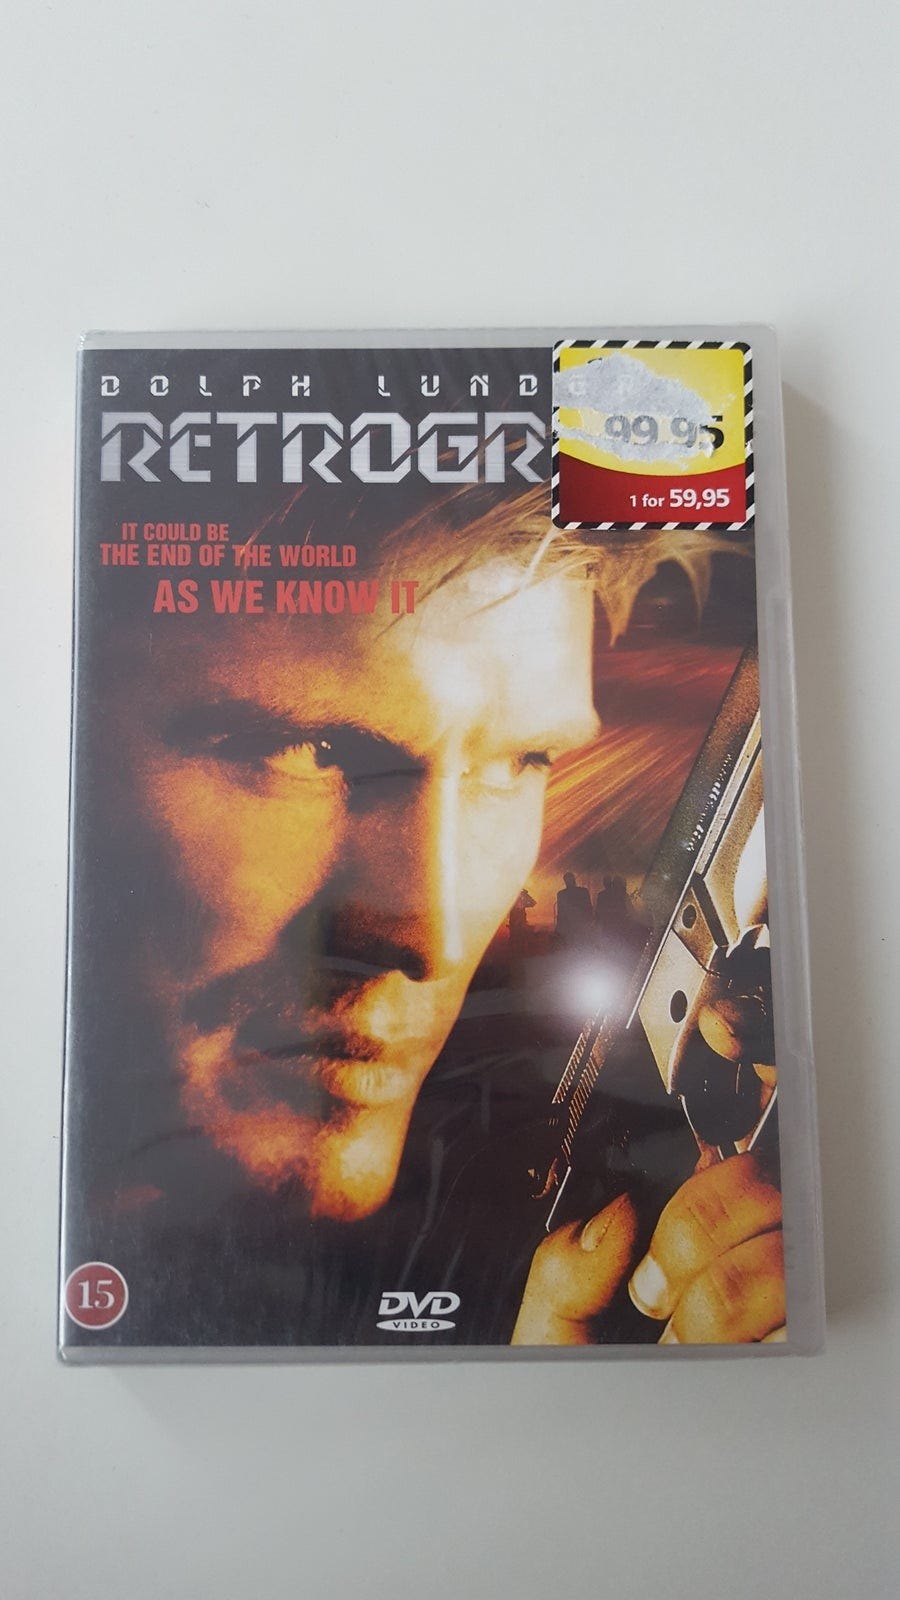 DOLPH LUND
RETROGR
99,95
1 for 59,95
IT COULD BE
THE END OF THE WORLD
AS WE KNOW IT
15
DVD
VIDEO